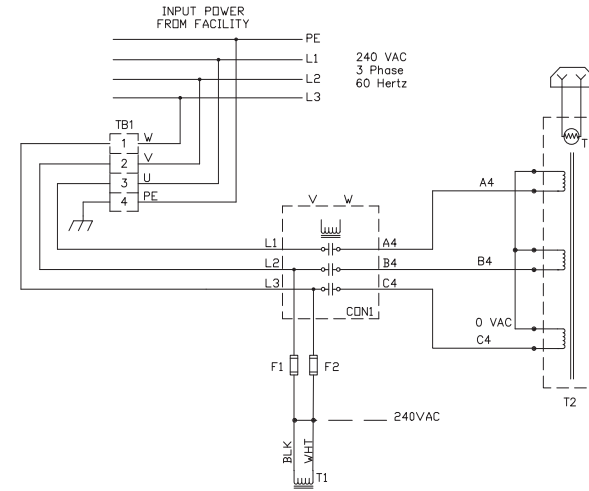 INPUT POWER
FROM FACILITY
PE
L1
L2
L3
240 VAC
3 Phase
60 Hertz
TB1
1 W
2 V
3 U
4 PE
V W
L1 A4
L2 B4
L3 C4
CON1
A4
B4
0 VAC
C4
T
T2
F1 F2
240VAC
BLK WHT
T1